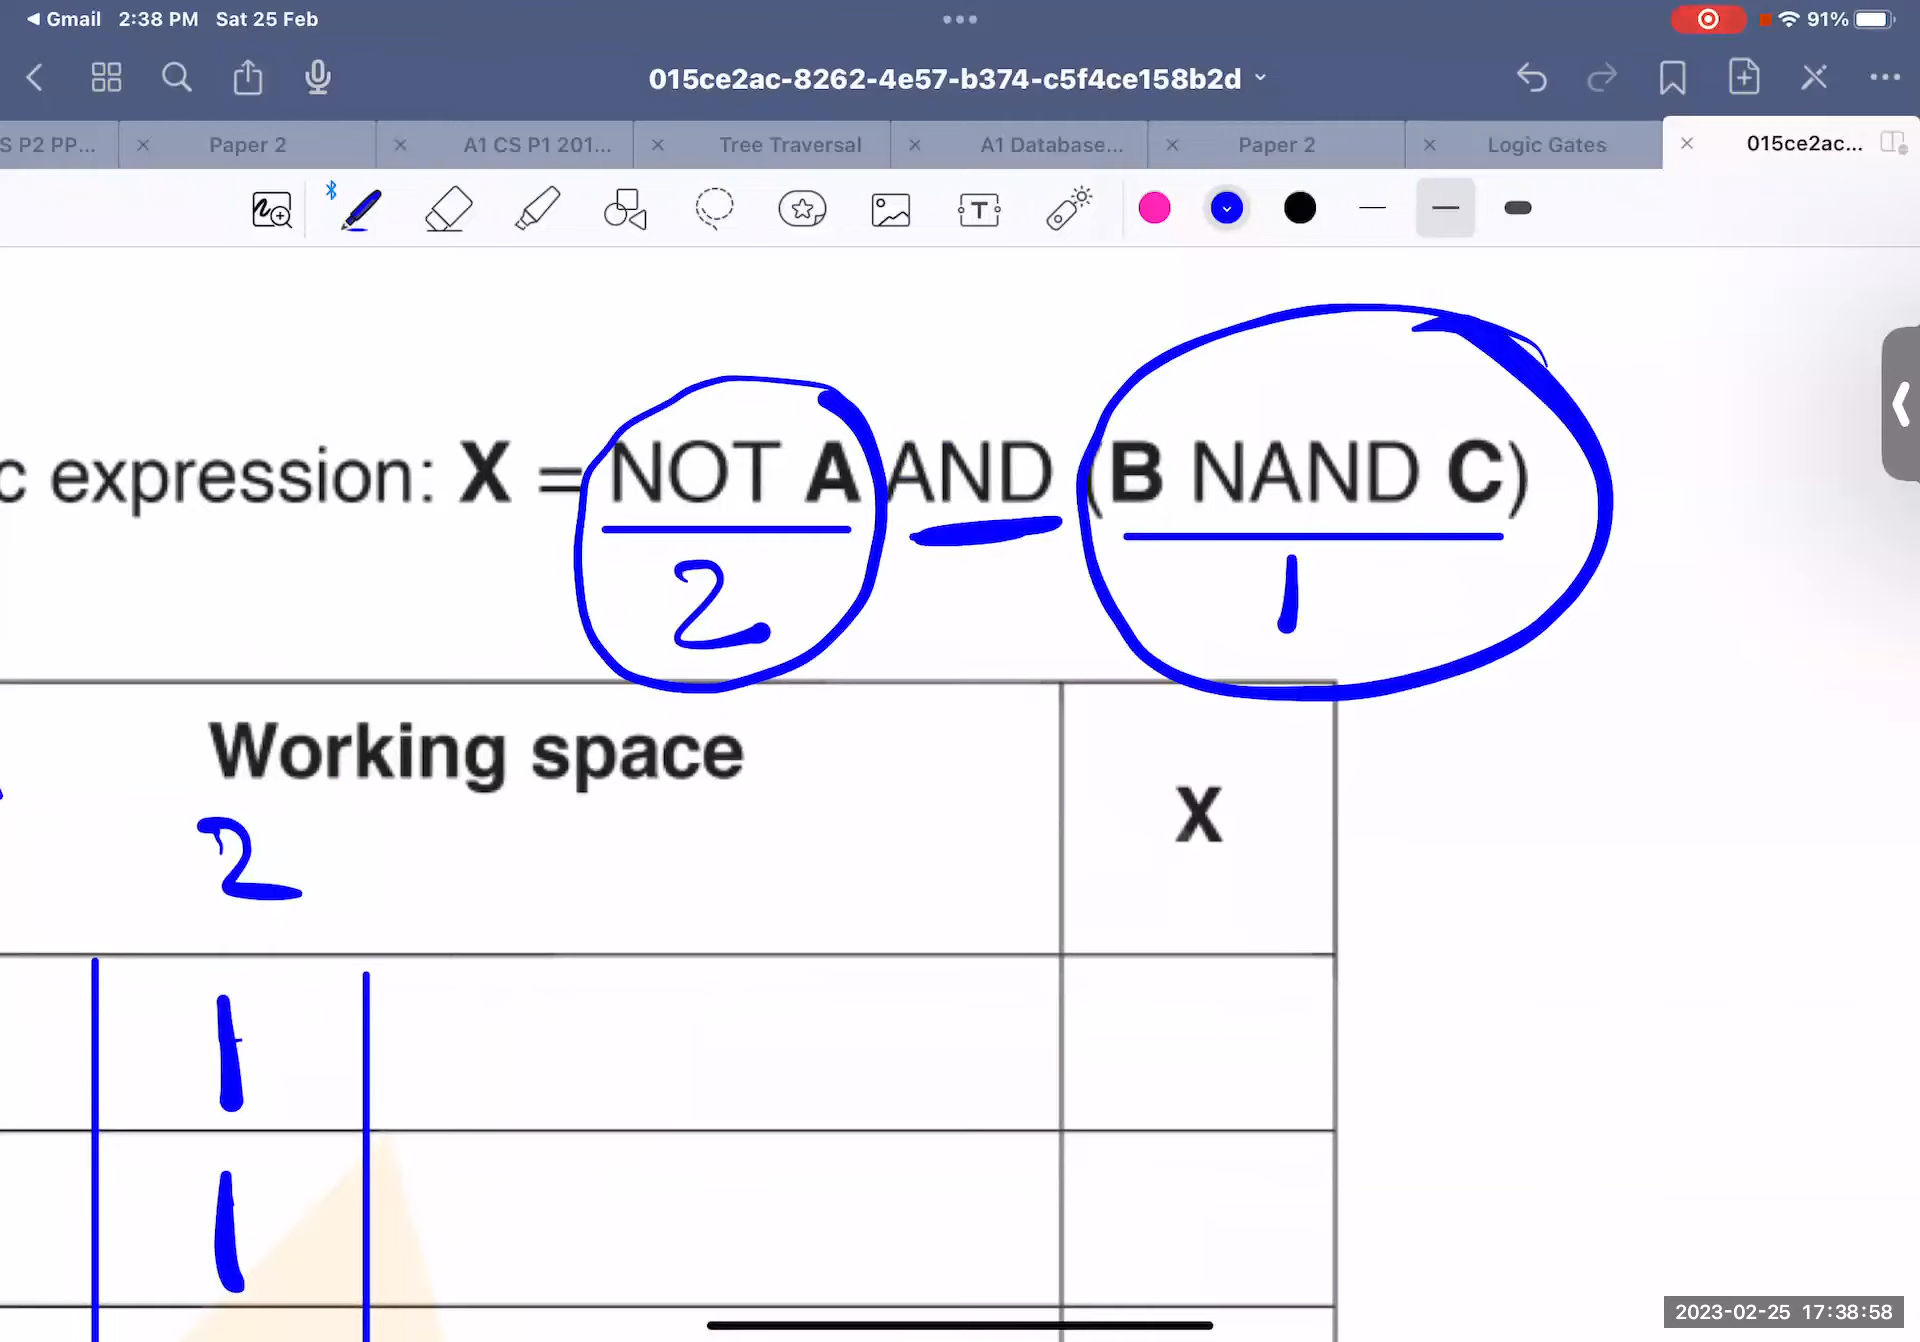 Gmail 2:38 PM Sat 25 Feb 91%
015ce2ac-8262-4e57-b374-c5f4ce158b2d
S P2 PP... Paper 2 A1 CS P1 201... Tree Traversal A1 Database... Paper 2 Logic Gates 015ce2ac...
c expression: X = NOT A AND (B NAND C)
2 1
Working space
X
2
1
1
2023-02-25 17:38:58